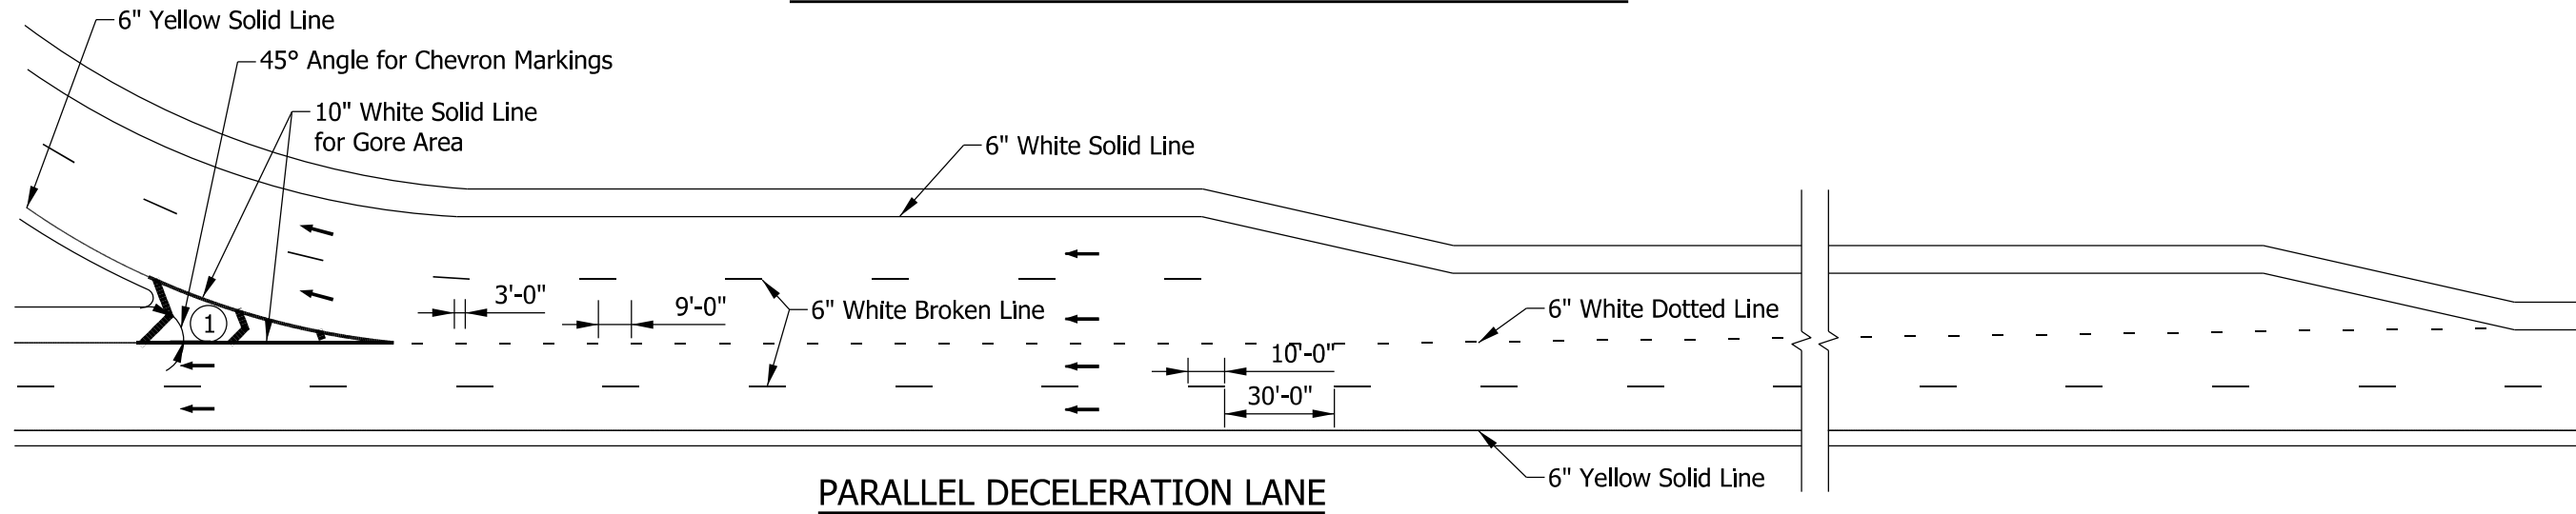 6" Yellow Solid Line
45° Angle for Chevron Markings
10" White Solid Line
for Gore Area
6" White Solid Line
3'-0"
9'-0"
6" White Broken Line
6" White Dotted Line
1
10'-0"
30'-0"
6" Yellow Solid Line
PARALLEL DECELERATION LANE